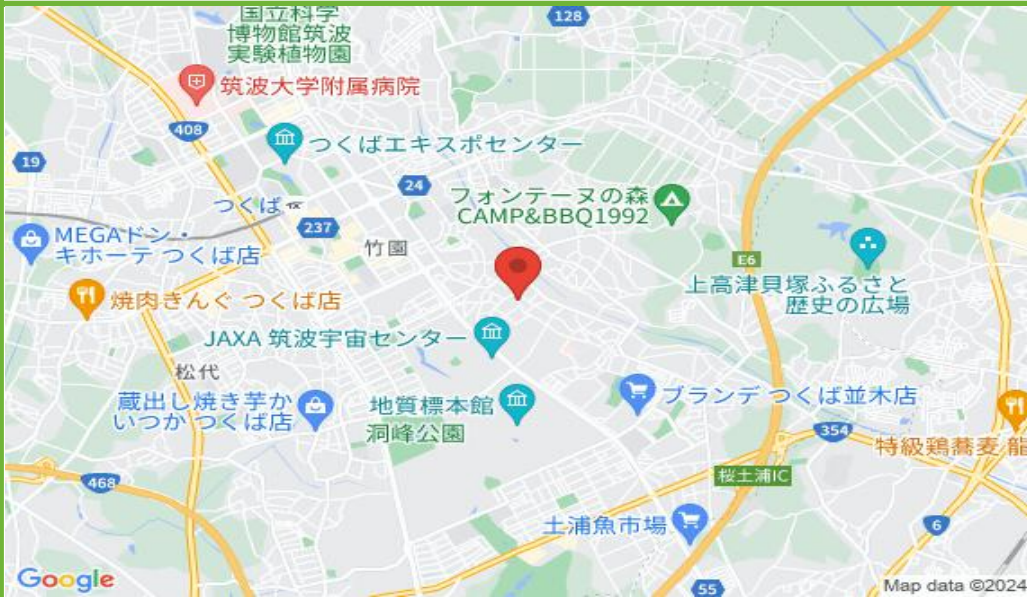 国立科学
博物館筑波
実験植物園
128
筑波大学附属病院
408
つくばエキスポセンター
19
24
フォンテーヌの森
CAMP&BBQ1992
つくば
237
MEGAドン・
キホーテ つくば店
竹園
E6
上高津貝塚ふるさと
歴史の広場
焼肉きんぐ つくば店
JAXA 筑波宇宙センター
松代
蔵出し焼き芋か
いつか つくば店
地質標本館
洞峰公園
ブランデ つくば並木店
354
特級鶏蕎麦 龍
468
桜土浦IC
土浦魚市場
6
Google
55
Map data ©2024